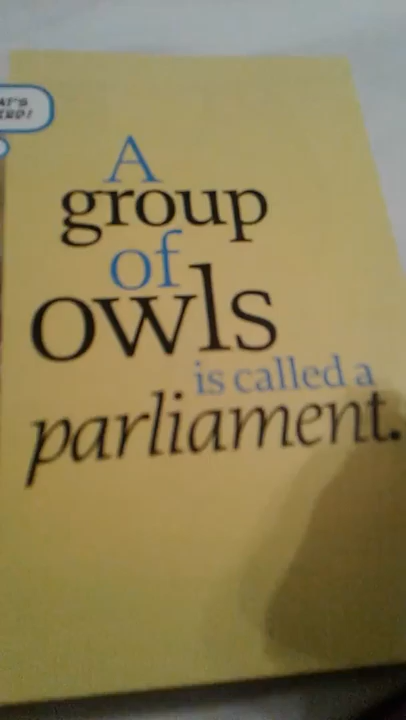 A
group
of
owls
is called a
parliament.